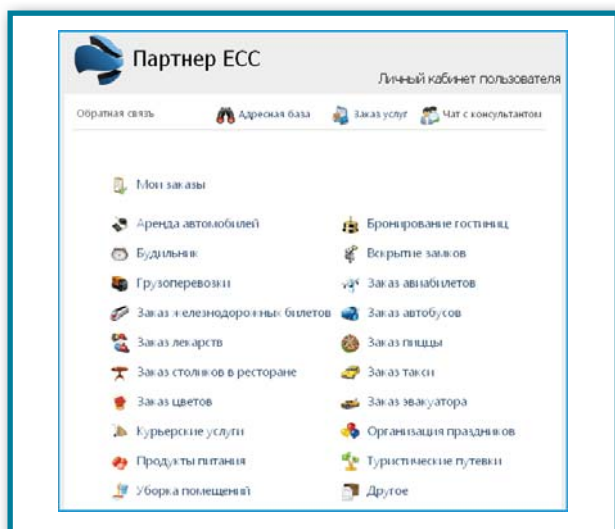 Партнер ЕСС
Личный кабинет пользователя
Обратная связь Адресная база Заказ услуг Чат с консультантом
Мои заказы
Аренда автомобилей Бронирование гостиниц
Будильник Вскрытие замков
Грузоперевозки Заказ авиабилетов
Заказ железнодорожных билетов Заказ автобусов
Заказ лекарств Заказ пиццы
Заказ столиков в ресторане Заказ такси
Заказ цветов Заказ эвакуатора
Курьерские услуги Организация праздников
Продукты питания Туристические путевки
Уборка помещений Другое